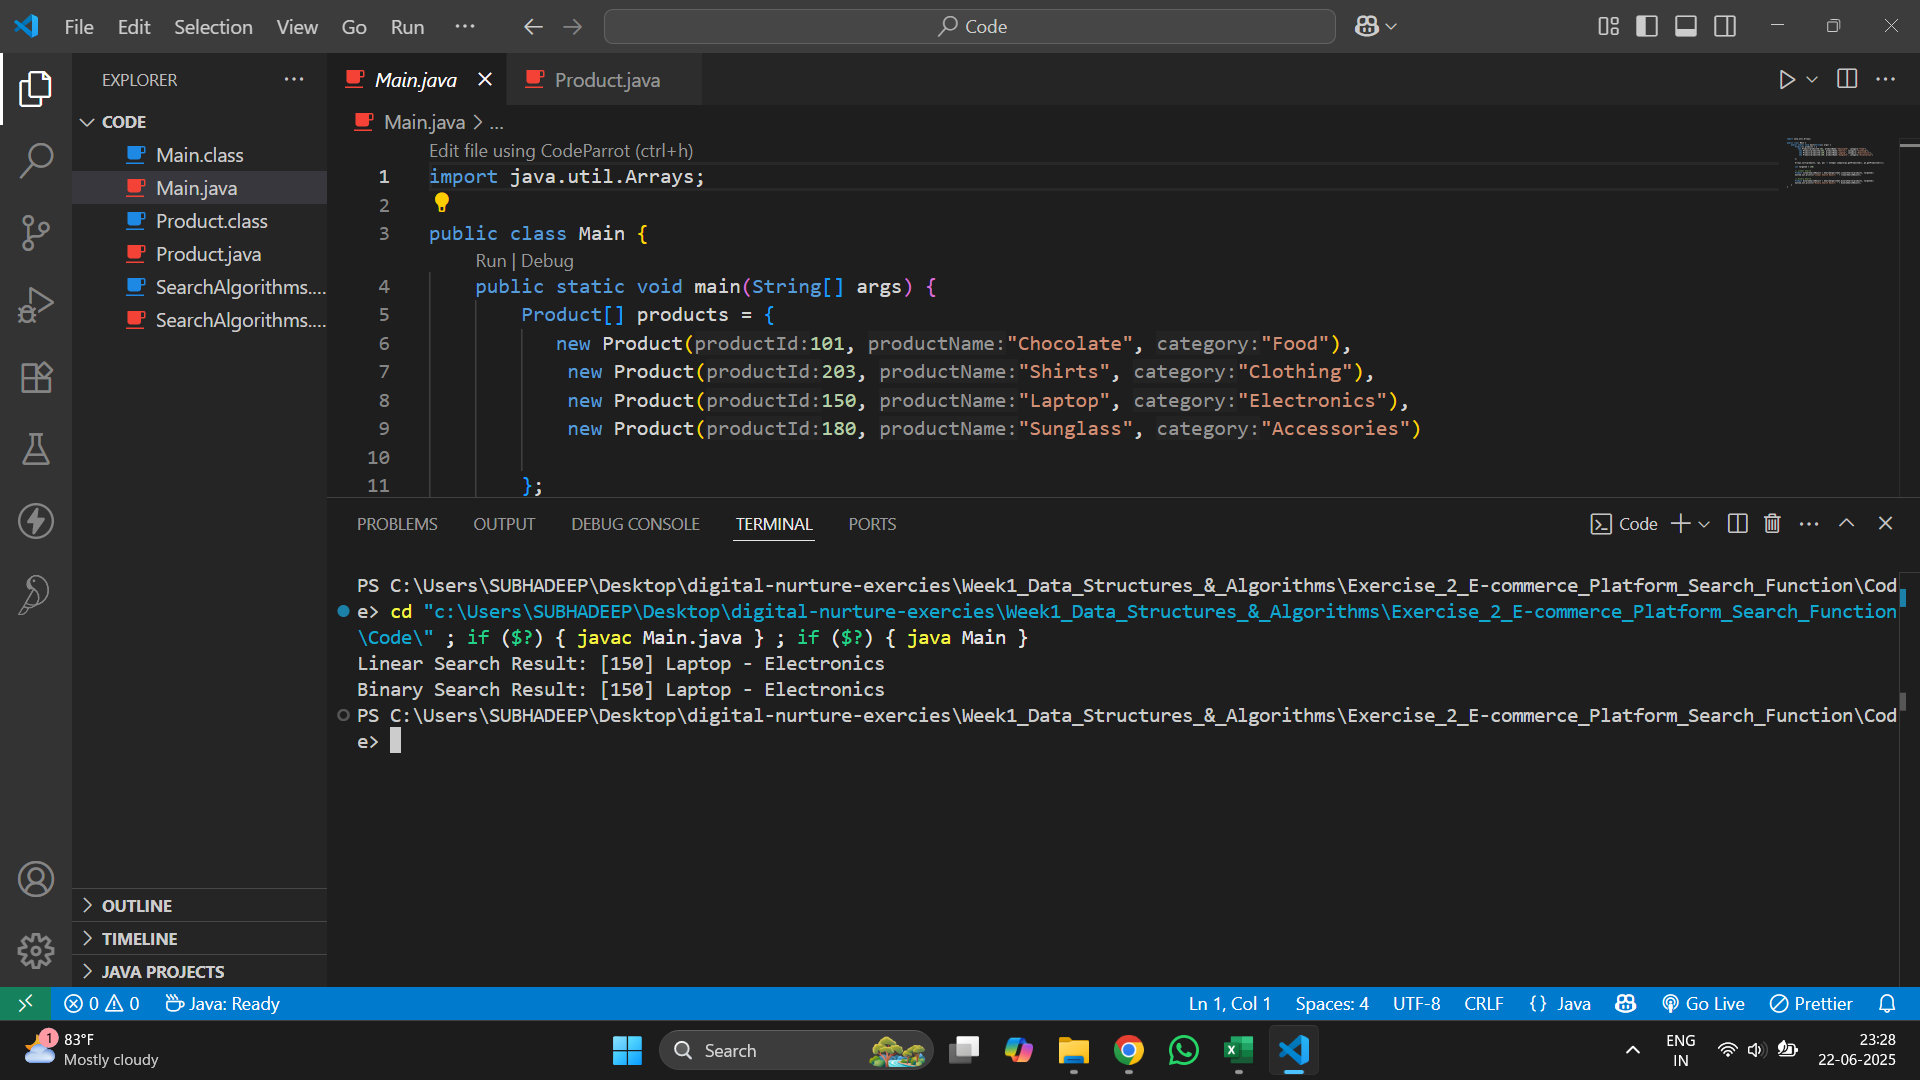 File Edit Selection View Go Run ··· Code
EXPLORER ···
CODE
Main.class
Main.java
Product.class
Product.java
SearchAlgorithms....
SearchAlgorithms....
OUTLINE
TIMELINE
JAVA PROJECTS
Main.java Product.java
Main.java > ...
Edit file using CodeParrot (ctrl+h)
1 import java.util.Arrays;
2
3 public class Main {
Run | Debug
4 public static void main(String[] args) {
5 Product[] products = {
6 new Product(productId:101, productName:"Chocolate", category:"Food"),
7 new Product(productId:203, productName:"Shirts", category:"Clothing"),
8 new Product(productId:150, productName:"Laptop", category:"Electronics"),
9 new Product(productId:180, productName:"Sunglass", category:"Accessories")
10
11 };
PROBLEMS OUTPUT DEBUG CONSOLE TERMINAL PORTS Code
PS C:\Users\SUBHADEEP\Desktop\digital-nurture-exercies\Week1_Data_Structures_&_Algorithms\Exercise_2_E-commerce_Platform_Search_Function\Cod
e> cd "c:\Users\SUBHADEEP\Desktop\digital-nurture-exercies\Week1_Data_Structures_&_Algorithms\Exercise_2_E-commerce_Platform_Search_Function
\Code\" ; if ($?) { javac Main.java } ; if ($?) { java Main }
Linear Search Result: [150] Laptop - Electronics
Binary Search Result: [150] Laptop - Electronics
PS C:\Users\SUBHADEEP\Desktop\digital-nurture-exercies\Week1_Data_Structures_&_Algorithms\Exercise_2_E-commerce_Platform_Search_Function\Cod
e>
0 0 Java: Ready Ln 1, Col 1 Spaces: 4 UTF-8 CRLF {} Java Go Live Prettier
1 83°F
Mostly cloudy
Search
ENG
IN
23:28
22-06-2025